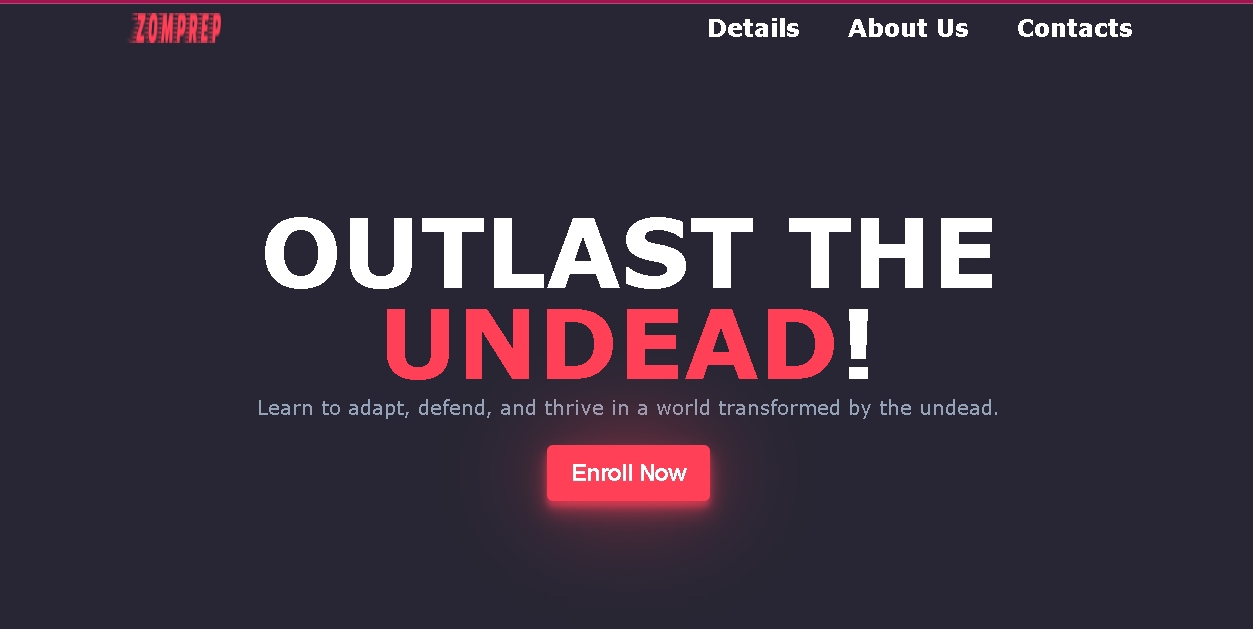 ZOMPREP
Details About Us Contacts
OUTLAST THE
UNDEAD!
Learn to adapt, defend, and thrive in a world transformed by the undead.
Enroll Now